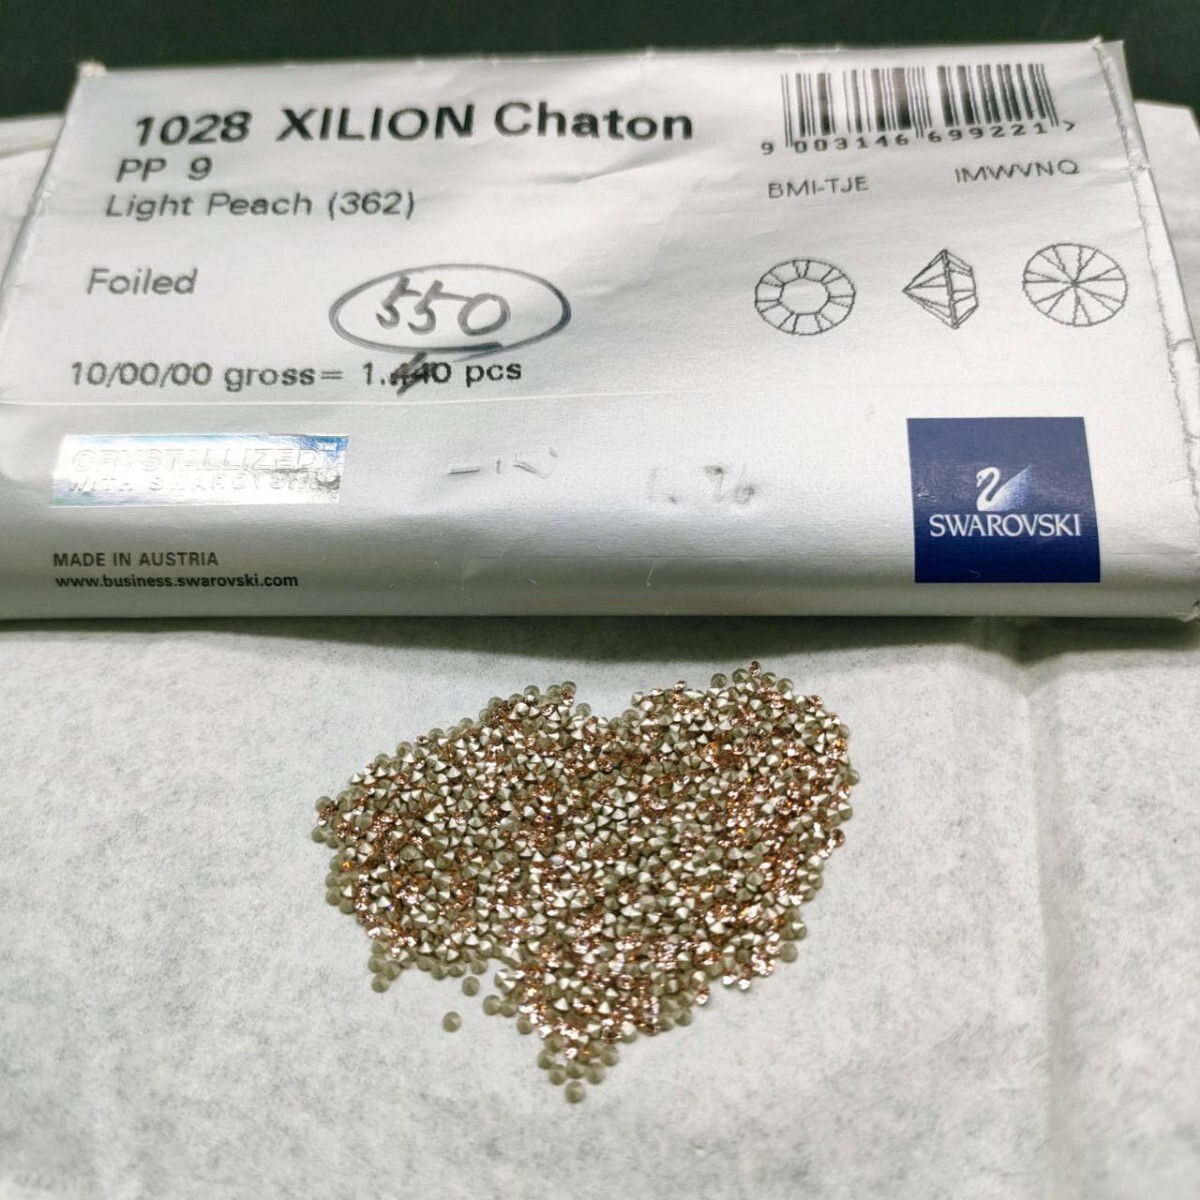 1028 XILION Chaton
PP 9
Light Peach (362)
9 003146 699221 >
BMI-TJE IMWVNQ
Foiled
550
10/00/00 gross= 1.440 pcs
CRYSTALLIZED™
WITH SWAROVSKI
SWAROVSKI
MADE IN AUSTRIA
www.business.swarovski.com